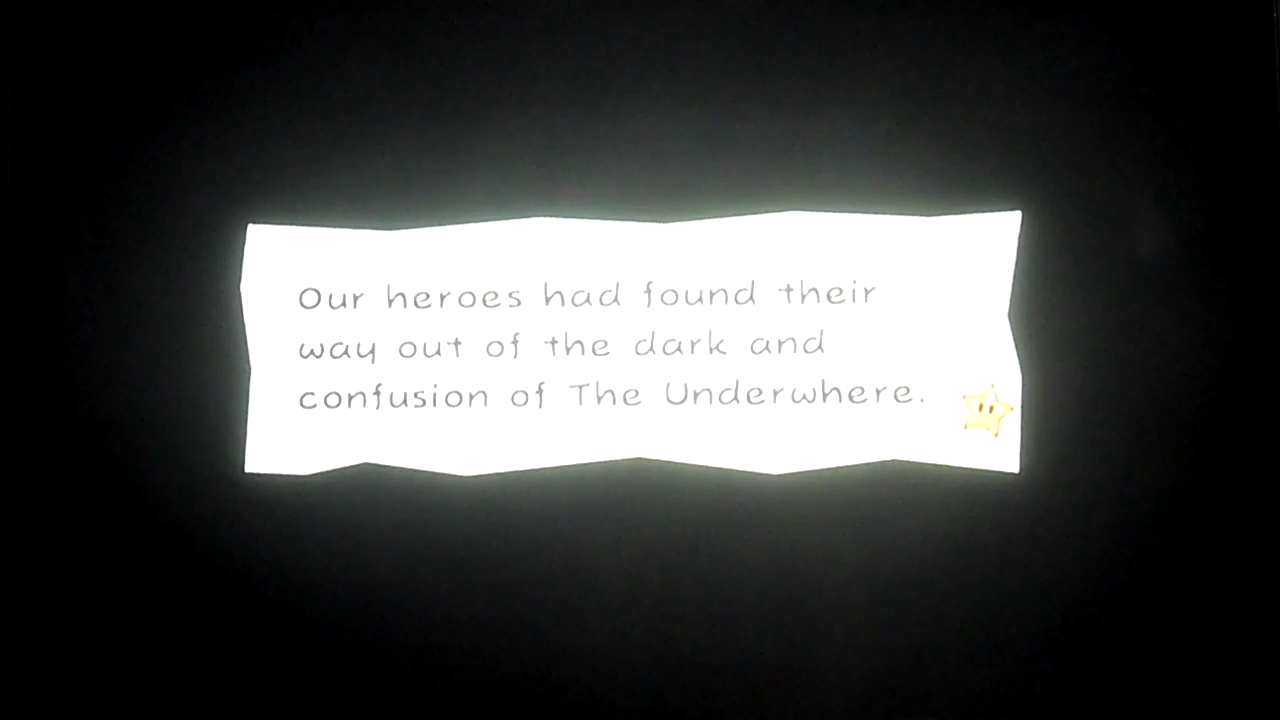 Our heroes had found their
way out of the dark and
confusion of The Underwhere.